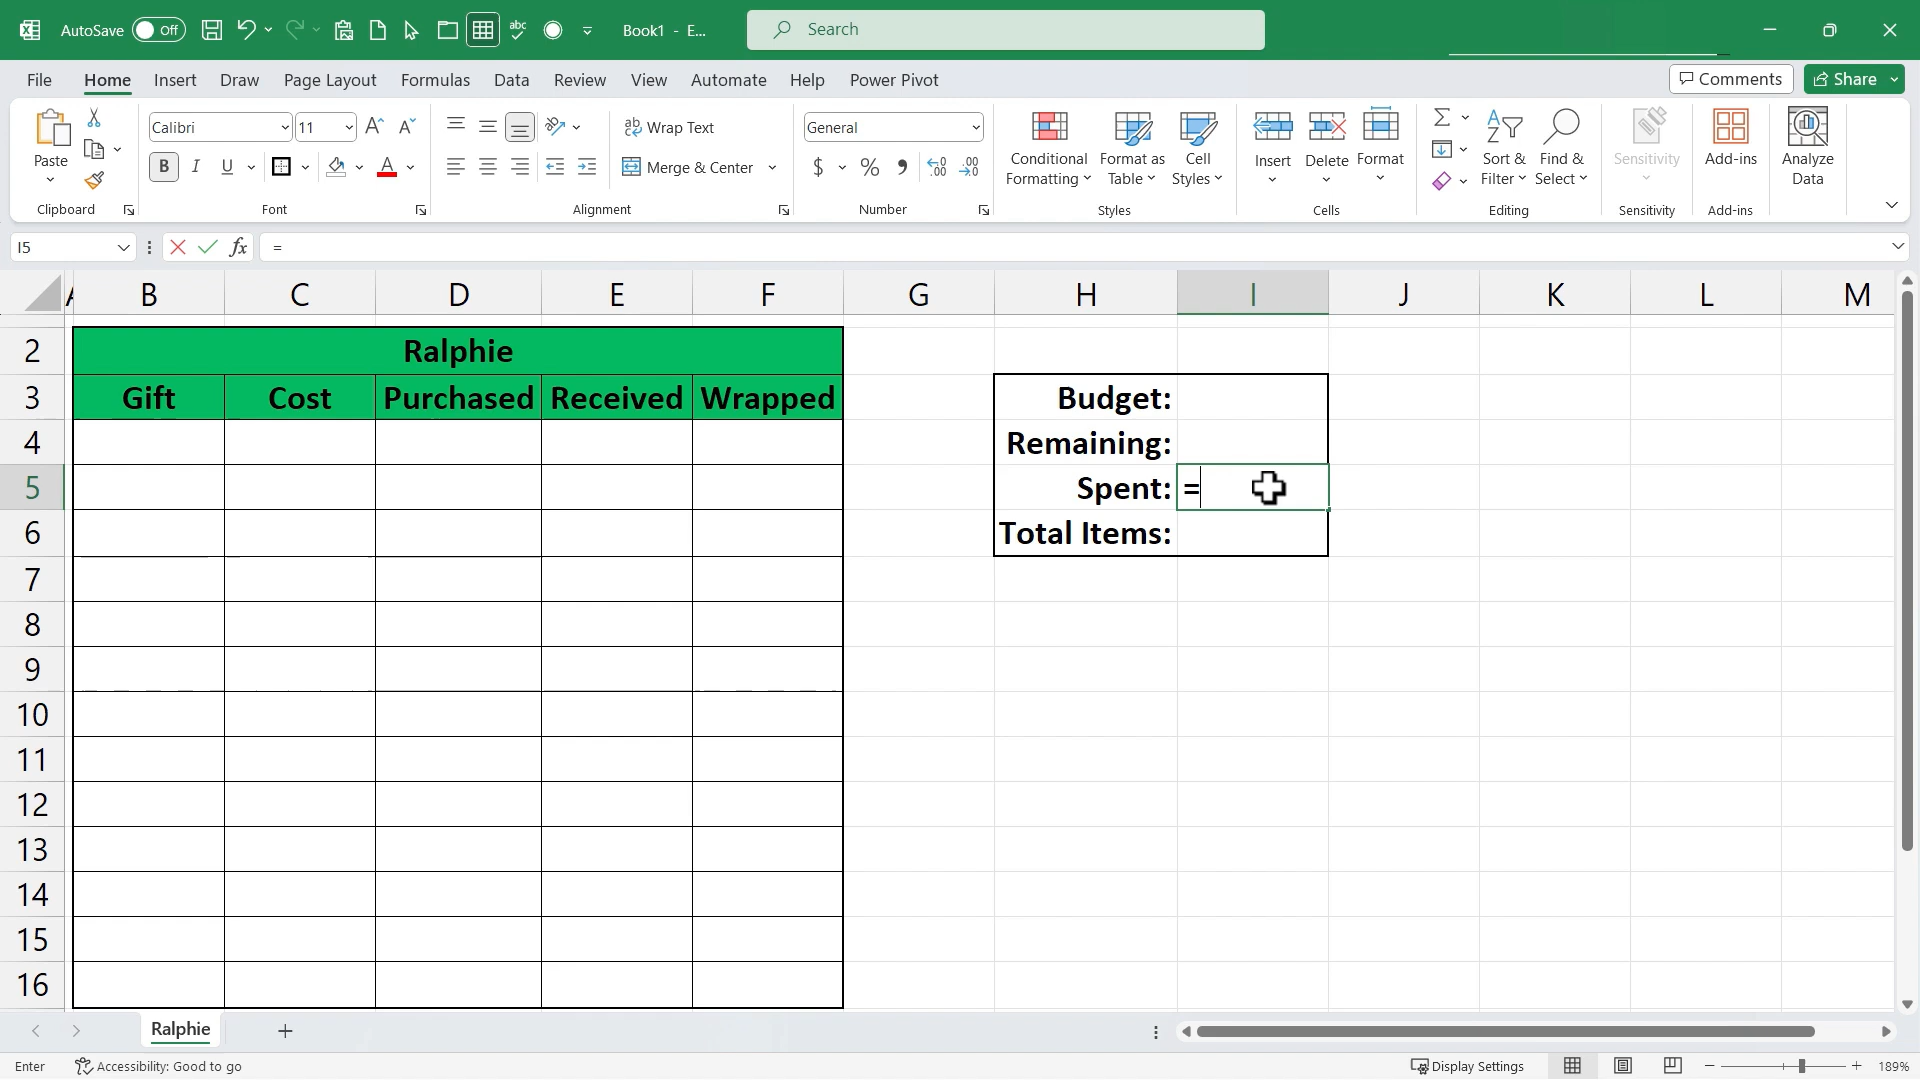 AutoSave Off Book1 - E... Search
File Home Insert Draw Page Layout Formulas Data Review View Automate Help Power Pivot Comments Share
Paste
Calibri 11
B I U A
Wrap Text
Merge & Center
General
$ % , .00
Conditional Formatting
Format as Table
Cell Styles
Insert
Delete
Format
Sort & Filter
Find & Select
Sensitivity
Add-ins
Analyze Data
Clipboard Font Alignment Number Styles Cells Editing Sensitivity Add-ins
I5 fx =
A B C D E F G H I J K L M
2 Ralphie
3 Gift Cost Purchased Received Wrapped Budget:
4 Remaining:
5 Spent: =
6 Total Items:
7
8
9
10
11
12
13
14
15
16
Ralphie
Enter Accessibility: Good to go Display Settings 189%